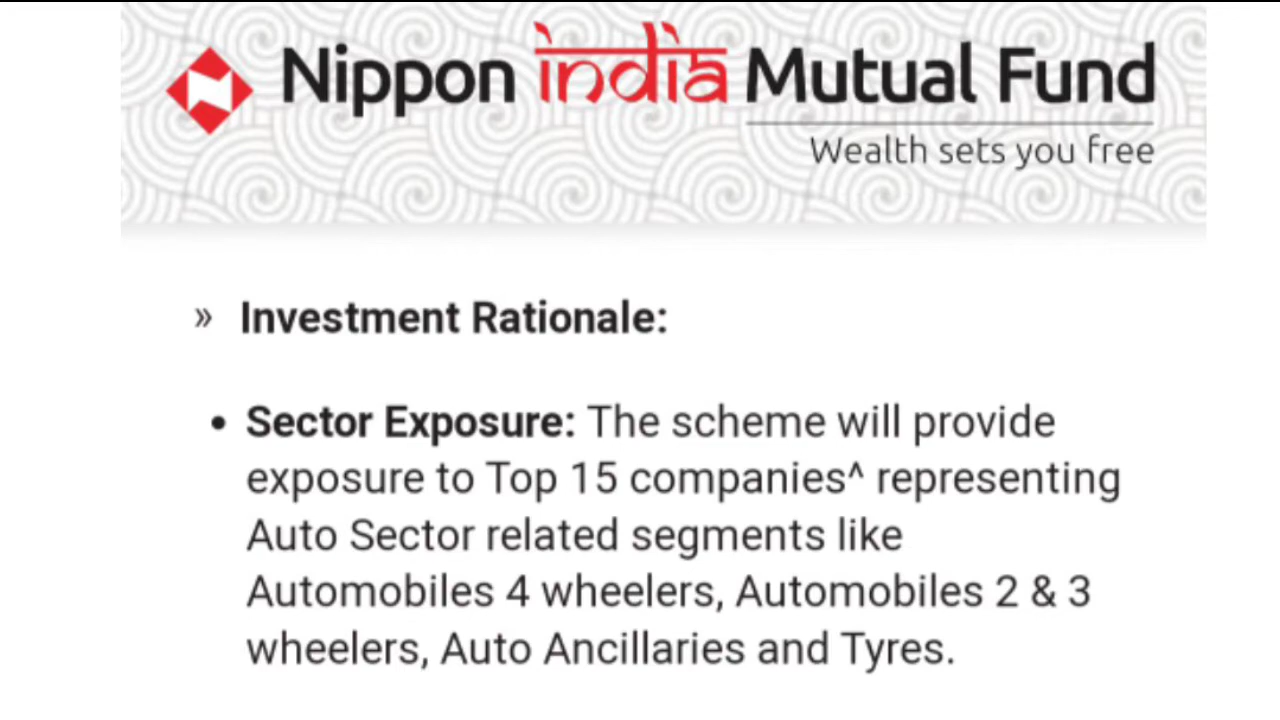 Nippon india Mutual Fund
Wealth sets you free
» Investment Rationale:
• Sector Exposure: The scheme will provide
exposure to Top 15 companies^ representing
Auto Sector related segments like
Automobiles 4 wheelers, Automobiles 2 & 3
wheelers, Auto Ancillaries and Tyres.